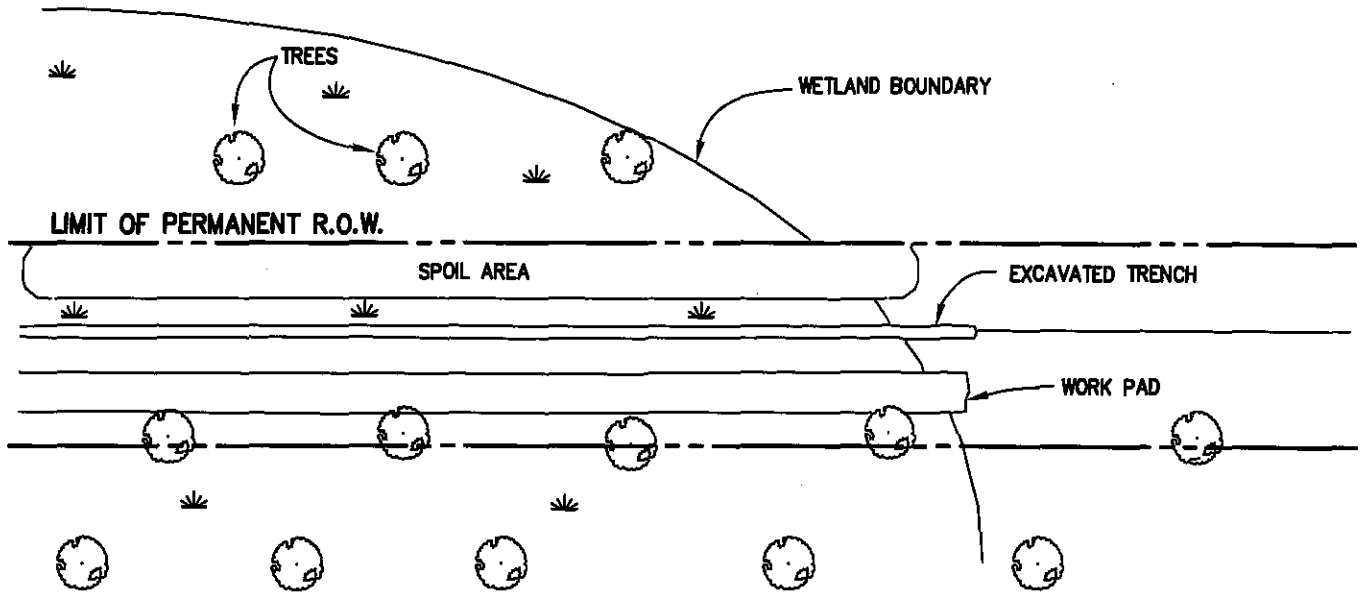 TREES
WETLAND BOUNDARY
LIMIT OF PERMANENT R.O.W.
SPOIL AREA
EXCAVATED TRENCH
WORK PAD